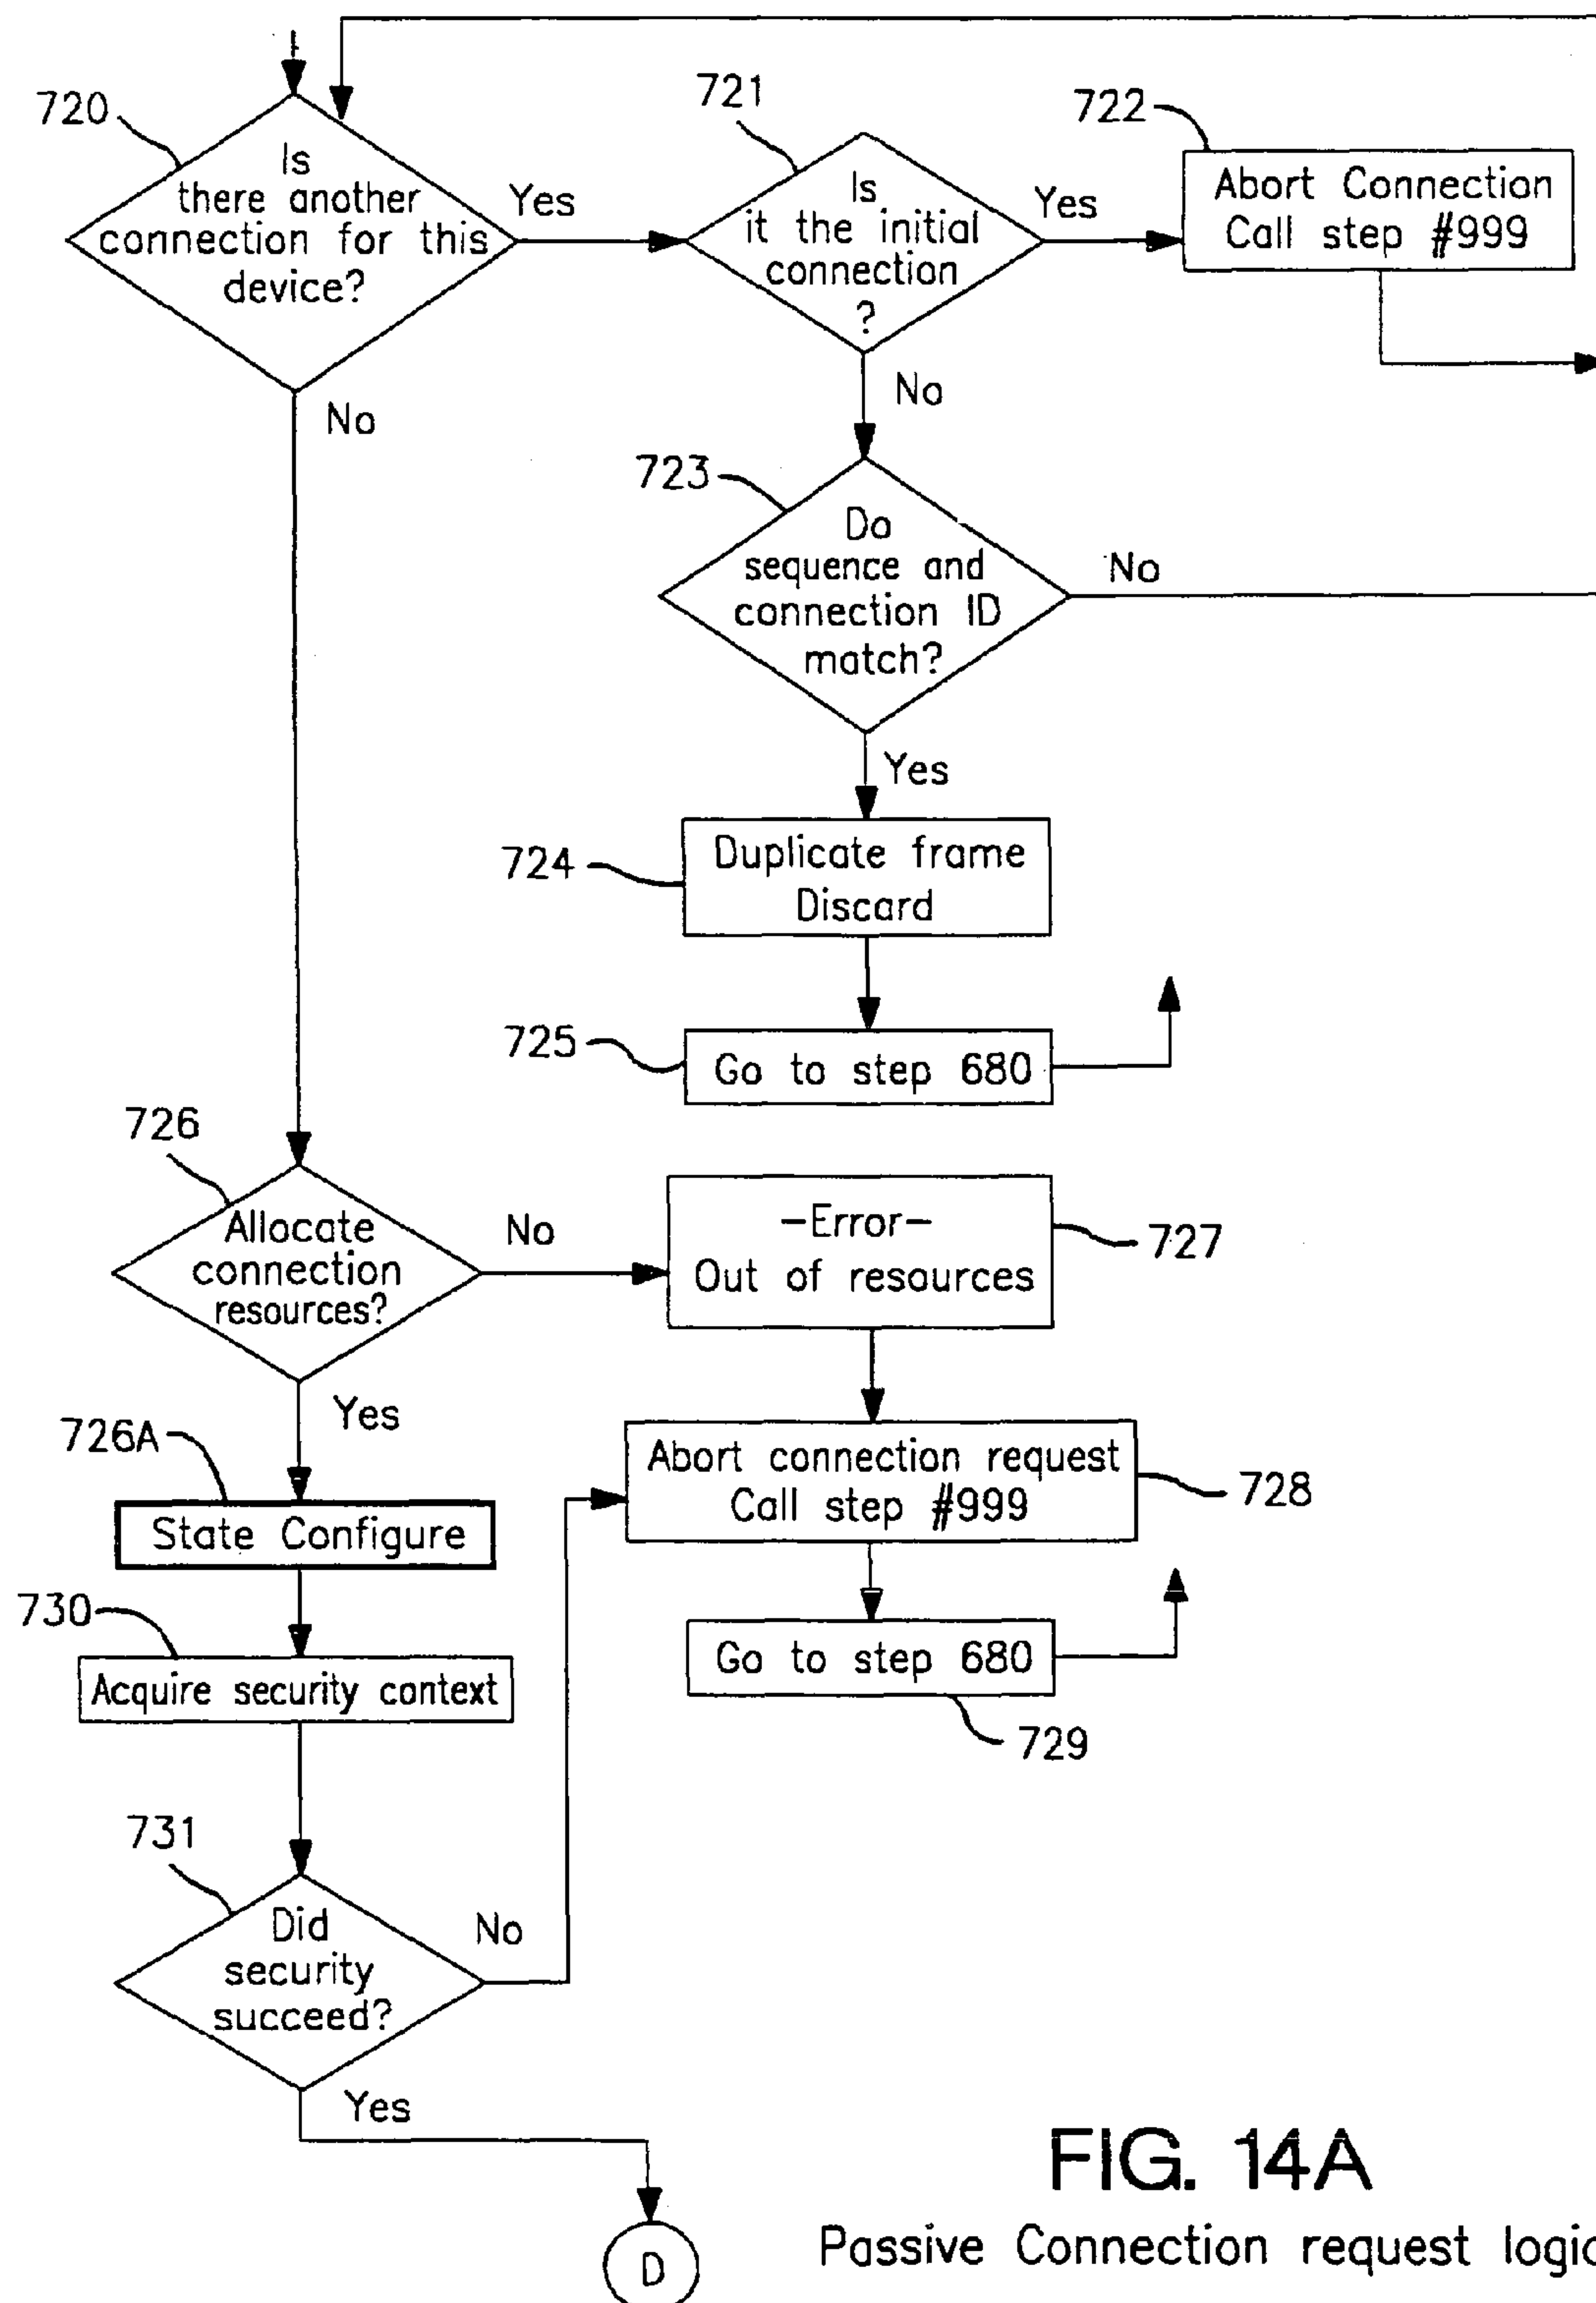 720
Is
there another
connection for this
device?
Yes
No
721
Is
it the initial
connection
?
Yes
No
722
Abort Connection
Call step #999
723
Do
sequence and
connection ID
match?
No
Yes
724
Duplicate frame
Discard
725
Go to step 680
726
Allocate
connection
resources?
No
Yes
-Error-
Out of resources
727
726A
State Configure
Abort connection request
Call step #999
728
730
Acquire security context
Go to step 680
729
731
Did
security
succeed?
No
Yes
D
FIG. 14A
Passive Connection request logic